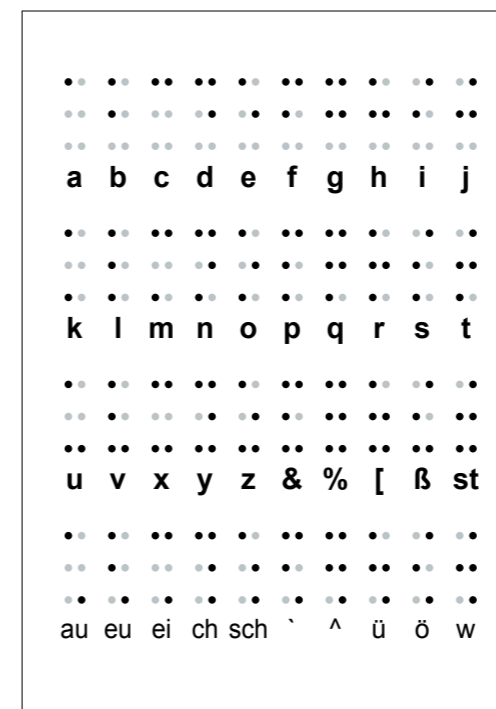 a b c d e f g h i j
k l m n o p q r s t
u v x y z & % [ ß st
au eu ei ch sch ` ^ ü ö w